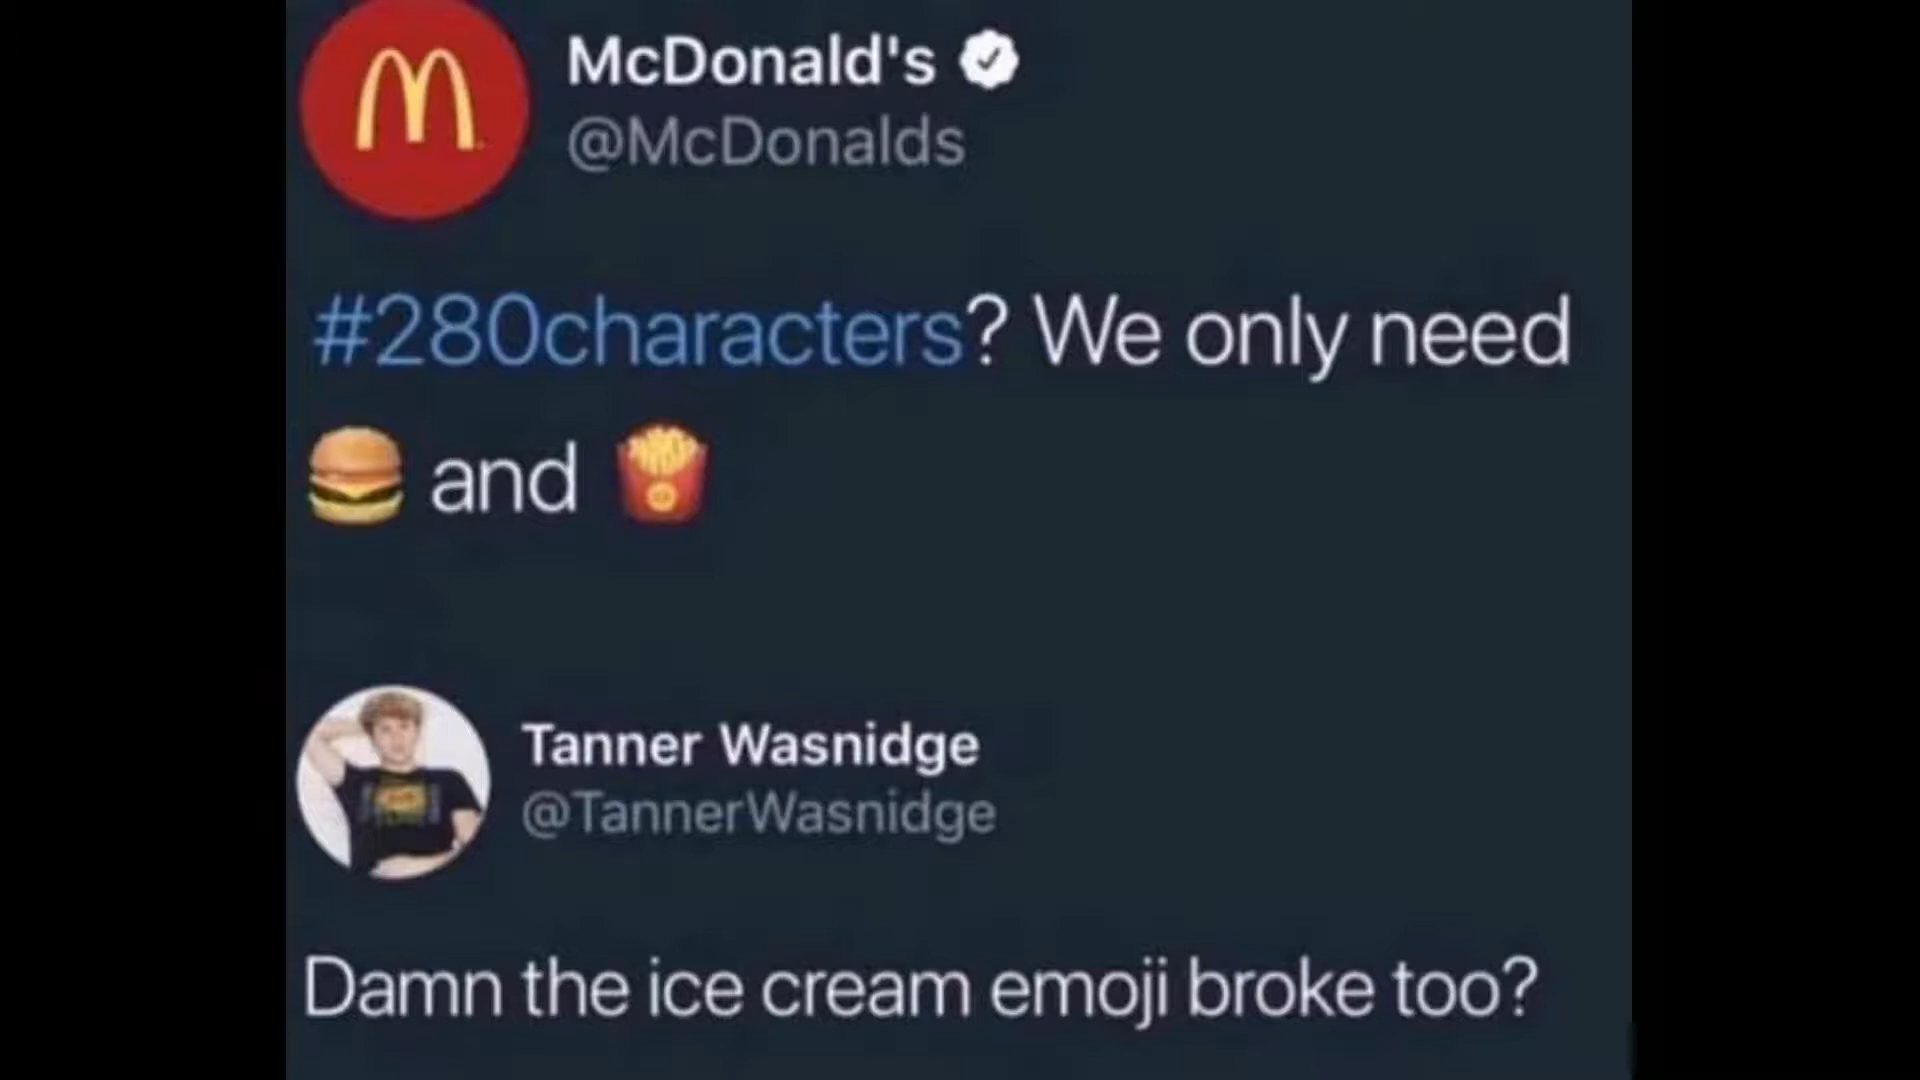 McDonald's
@McDonalds
#280characters? We only need
🍔 and 🍟
Tanner Wasnidge
@TannerWasnidge
Damn the ice cream emoji broke too?